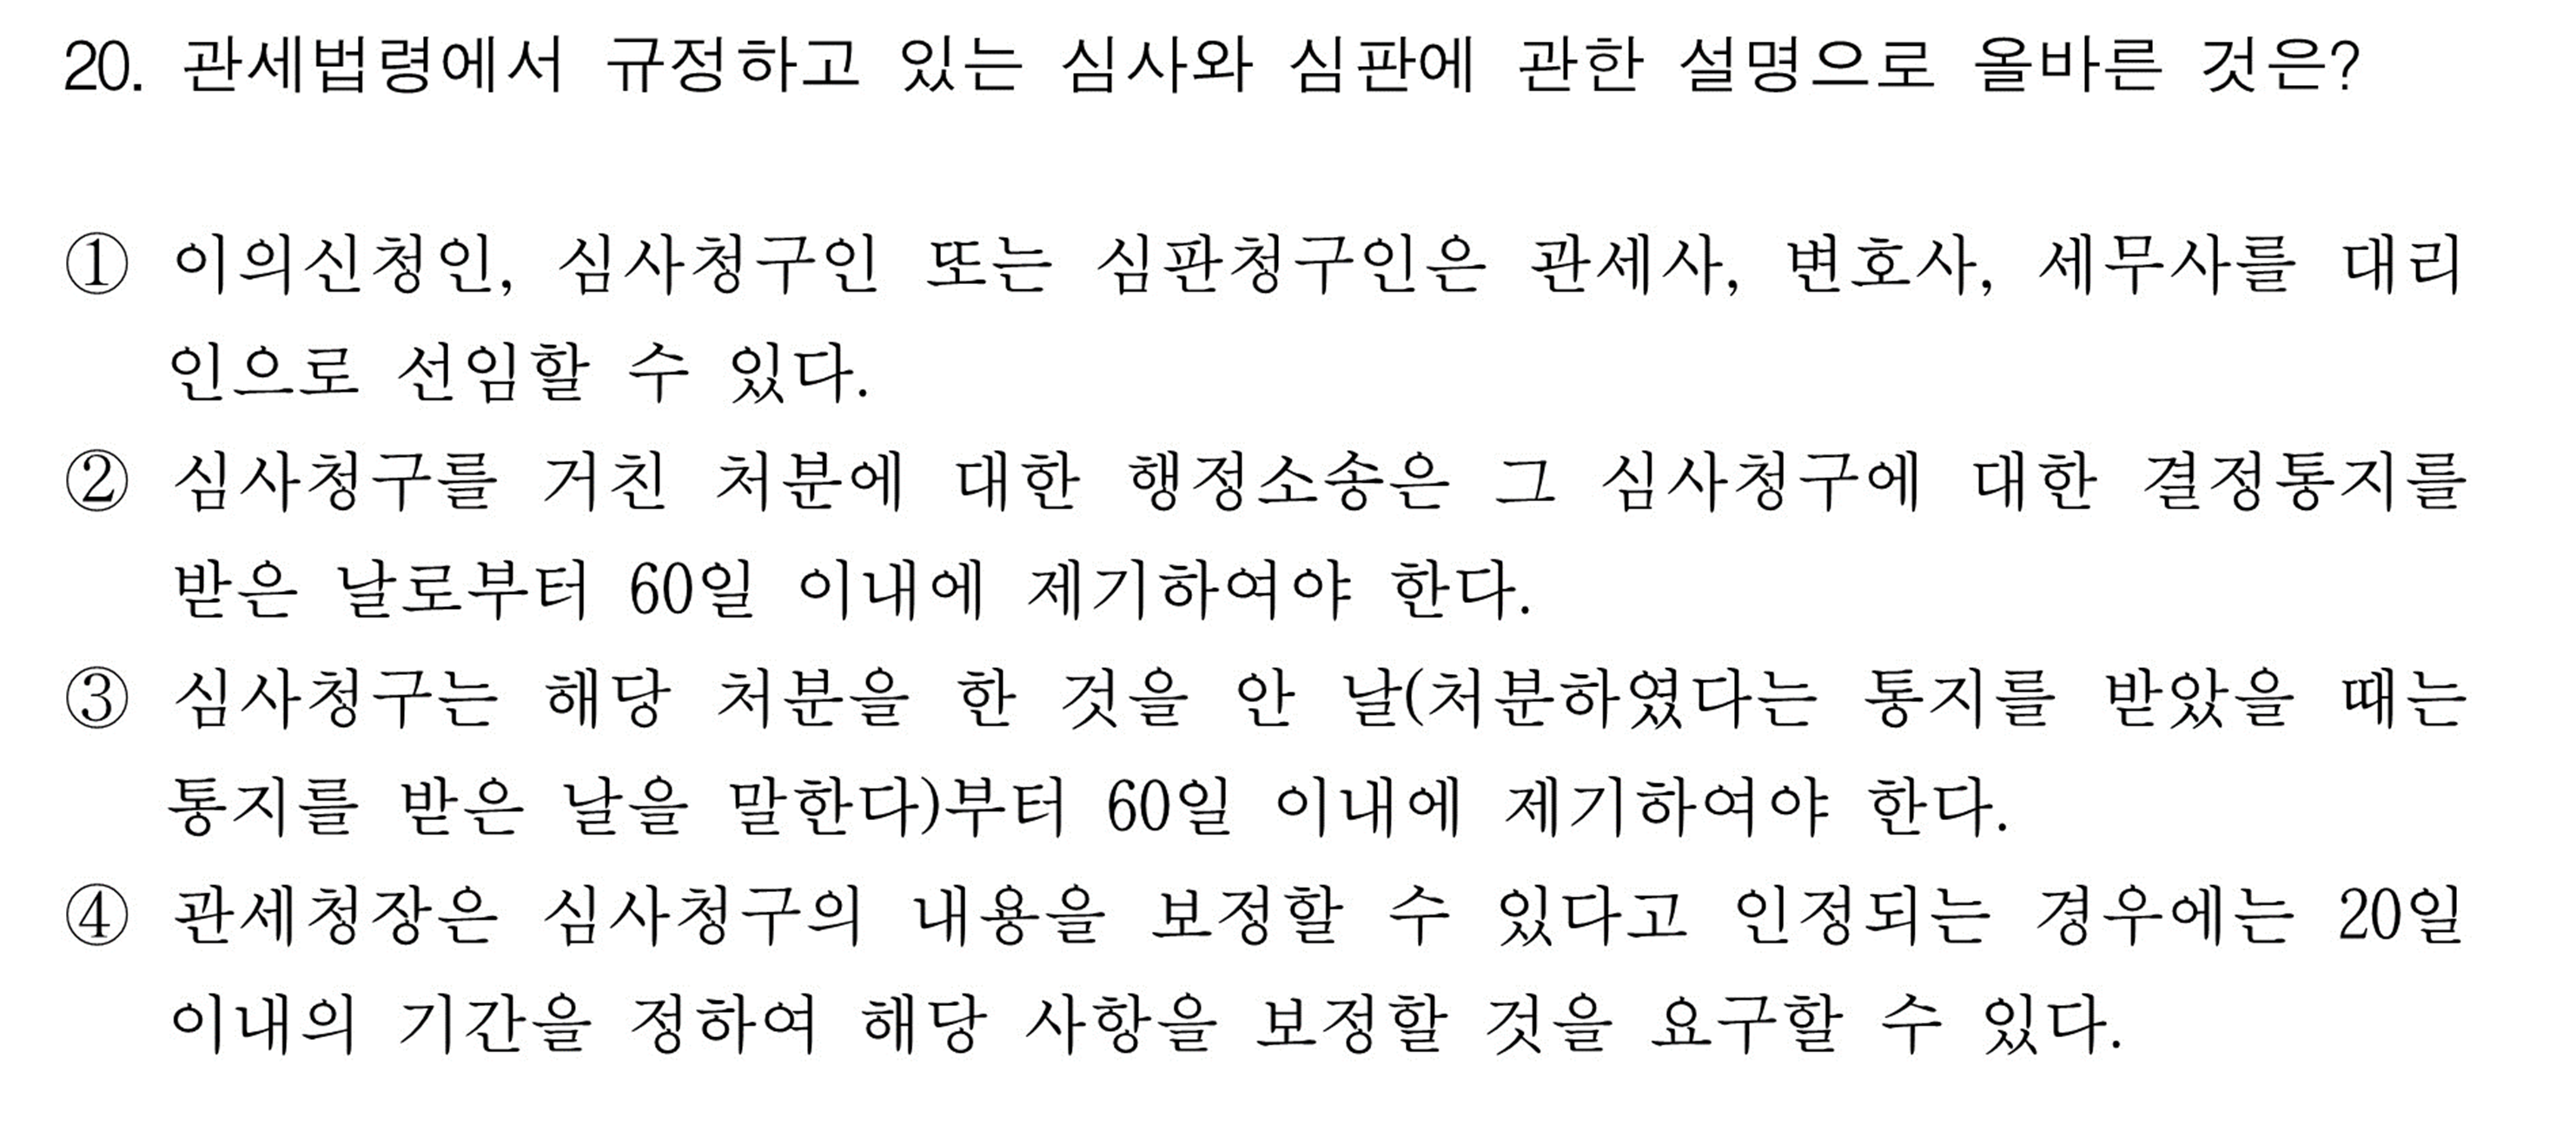 20. 관세법령에서 규정하고 있는 심사와 심판에 관한 설명으로 올바른 것은?
① 이의신청인, 심사청구인 또는 심판청구인은 관세사, 변호사, 세무사를 대리
인으로 선임할 수 있다.
② 심사청구를 거친 처분에 대한 행정소송은 그 심사청구에 대한 결정통지를
받은 날로부터 60일 이내에 제기하여야 한다.
③ 심사청구는 해당 처분을 한 것을 안 날(처분하였다는 통지를 받았을 때는
통지를 받은 날을 말한다)부터 60일 이내에 제기하여야 한다.
④ 관세청장은 심사청구의 내용을 보정할 수 있다고 인정되는 경우에는 20일
이내의 기간을 정하여 해당 사항을 보정할 것을 요구할 수 있다.